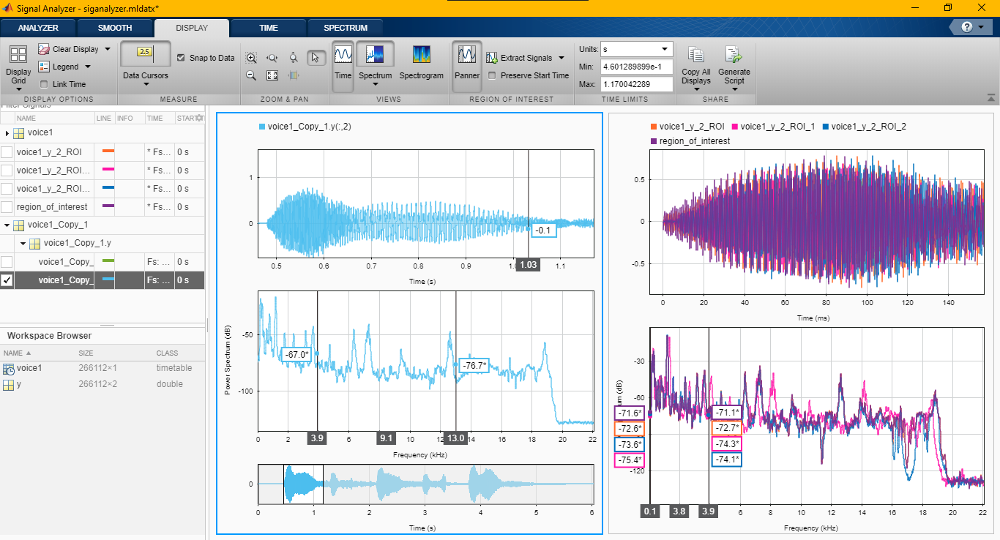 Signal Analyzer - siganalyzer.mldatx*
ANALYZER SMOOTH DISPLAY TIME SPECTRUM
?
Display Grid
Clear Display
Legend
Link Time
2.5
Data Cursors
Snap to Data
Time
Spectrum
Spectrogram
Panner
Extract Signals
Preserve Start Time
Units: s
Min: 4.601289899e-1
Max: 1.170042289
Copy All Displays
Generate Script
DISPLAY OPTIONS MEASURE ZOOM & PAN VIEWS REGION OF INTEREST TIME LIMITS SHARE
Filter Signals
NAME LINE INFO TIME START
voice1
voice1_y_2_ROI * Fs... 0 s
voice1_y_2_ROI... * Fs... 0 s
voice1_y_2_ROI... * Fs... 0 s
region_of_interest * Fs... 0 s
voice1_Copy_1
voice1_Copy_1.y
voice1_Copy_ Fs: ... 0 s
voice1_Copy_ Fs: ... 0 s
Workspace Browser
NAME SIZE CLASS
voice1 266112×1 timetable
y 266112×2 double
voice1_Copy_1.y(:,2)
1
0
-0.1
0.5 0.6 0.7 0.8 0.9 1.03 1.1
Time (s)
Power Spectrum (dB)
-50
-67.0*
-76.7*
-100
0 2 3.9 6 9.1 10 12 13.0 14 16 18 20 22
Frequency (kHz)
0
0 1 2 3 4 5 6
Time (s)
voice1_y_2_ROI voice1_y_2_ROI_1 voice1_y_2_ROI_2
region_of_interest
0.5
0
-0.5
0 20 40 60 80 100 120 140
Time (ms)
-30
-60
-71.6* -71.1*
-72.6* -72.7*
-73.6* -74.3*
-75.4* -74.1*
-120
0.1 3.8 3.9 6 8 10 12 14 16 18 20 22
Frequency (kHz)